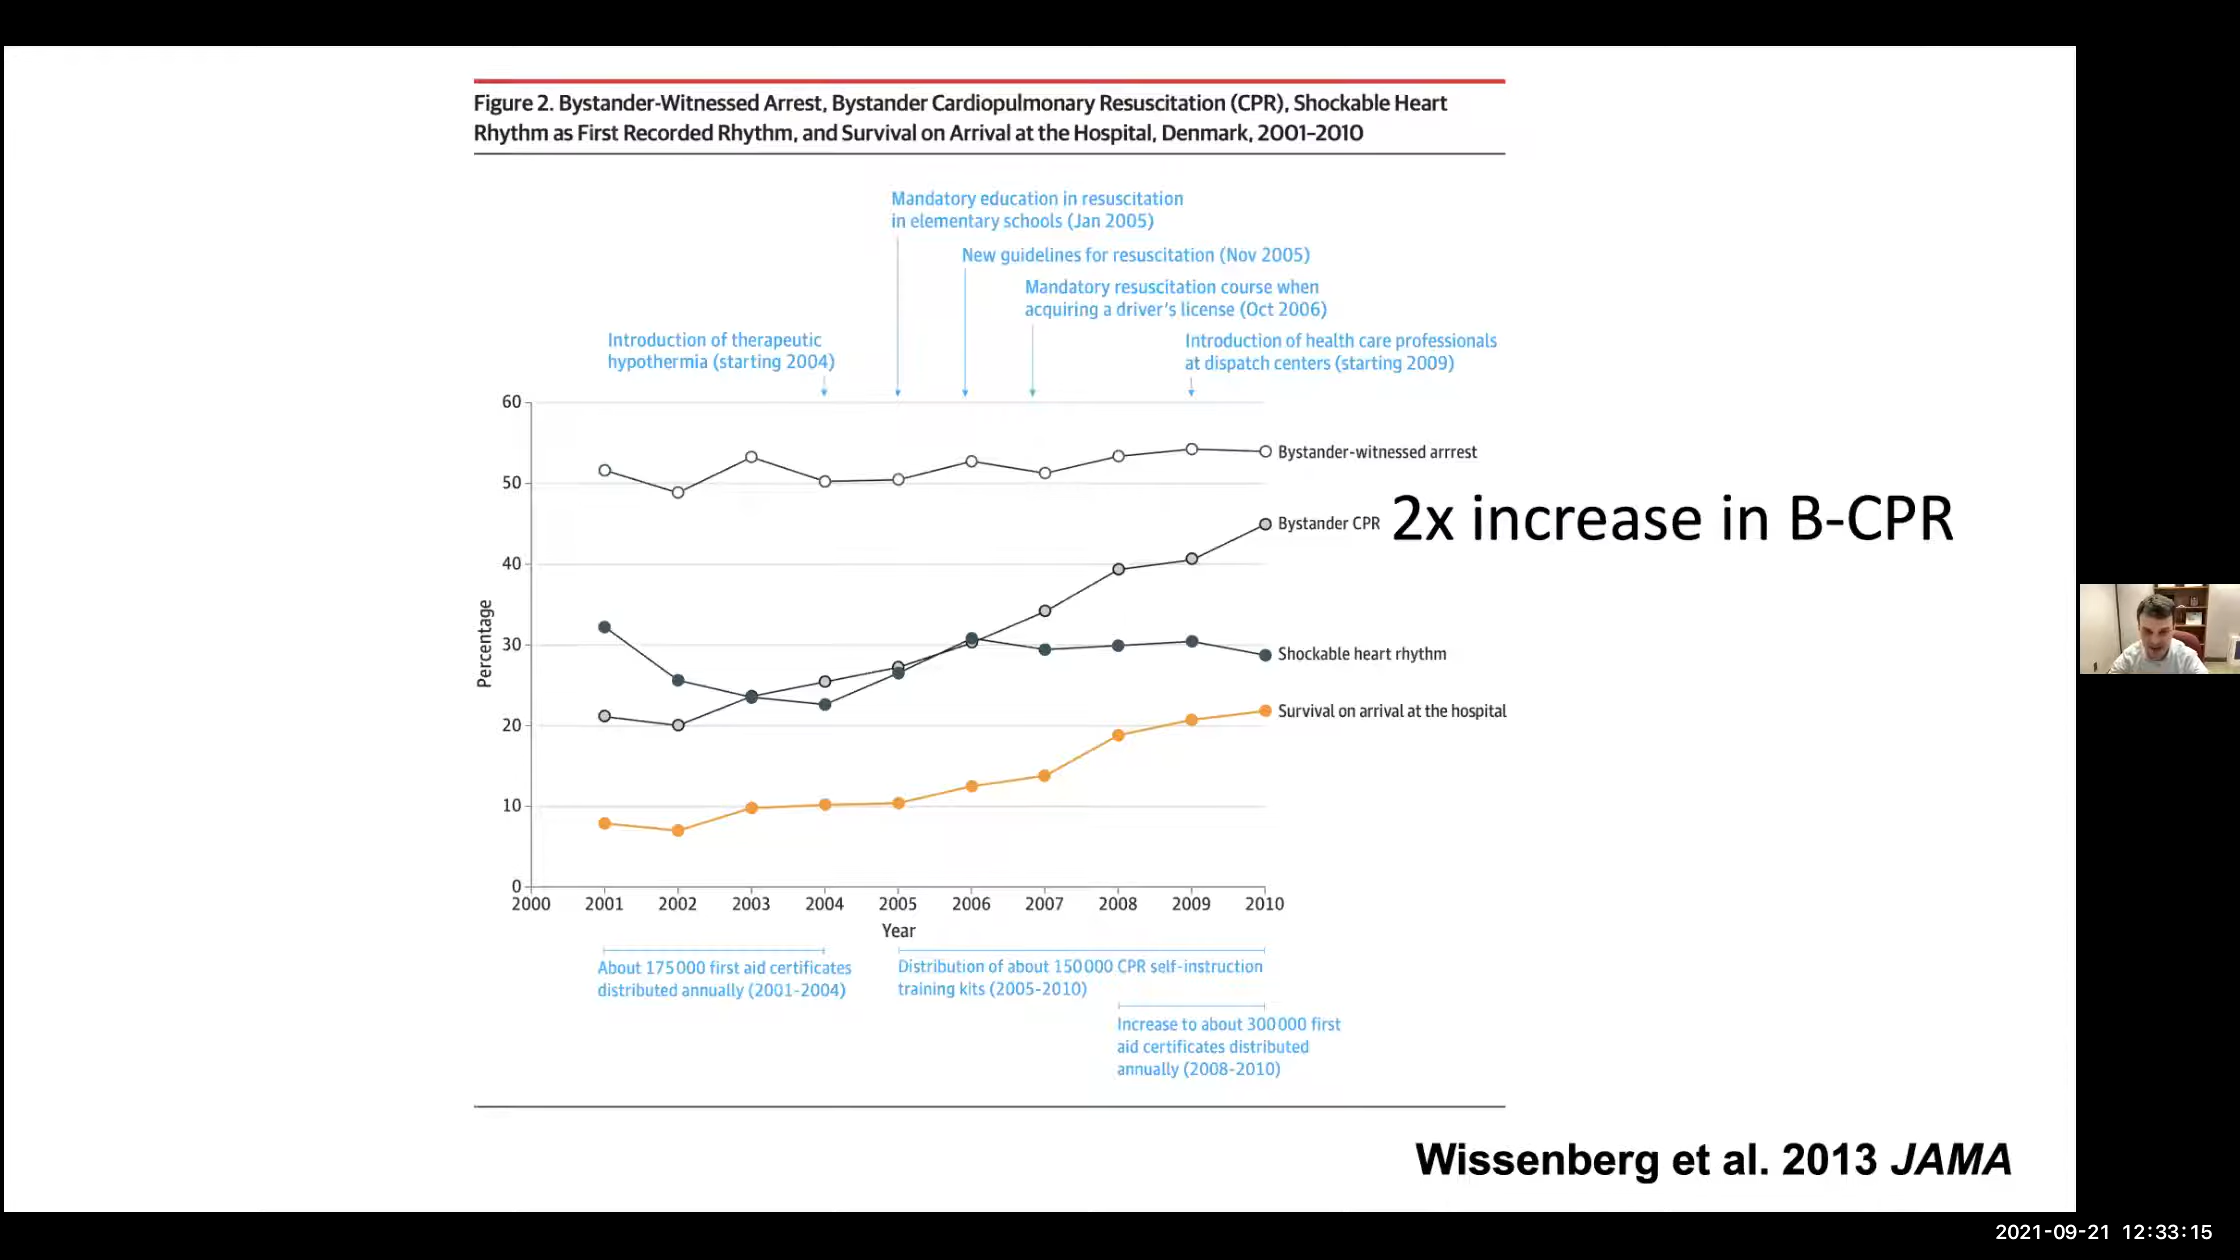 Figure 2. Bystander-Witnessed Arrest, Bystander Cardiopulmonary Resuscitation (CPR), Shockable Heart
Rhythm as First Recorded Rhythm, and Survival on Arrival at the Hospital, Denmark, 2001–2010
Mandatory education in resuscitation
in elementary schools (Jan 2005)
New guidelines for resuscitation (Nov 2005)
Mandatory resuscitation course when
acquiring a driver's license (Oct 2006)
Introduction of therapeutic
hypothermia (starting 2004)
Introduction of health care professionals
at dispatch centers (starting 2009)
60
50
40
30
20
10
0
Percentage
Bystander-witnessed arrrest
Bystander CPR
2x increase in B-CPR
Shockable heart rhythm
Survival on arrival at the hospital
2000 2001 2002 2003 2004 2005 2006 2007 2008 2009 2010
Year
About 175000 first aid certificates
distributed annually (2001-2004)
Distribution of about 150000 CPR self-instruction
training kits (2005-2010)
Increase to about 300000 first
aid certificates distributed
annually (2008-2010)
Wissenberg et al. 2013 JAMA
2021-09-21 12:33:15